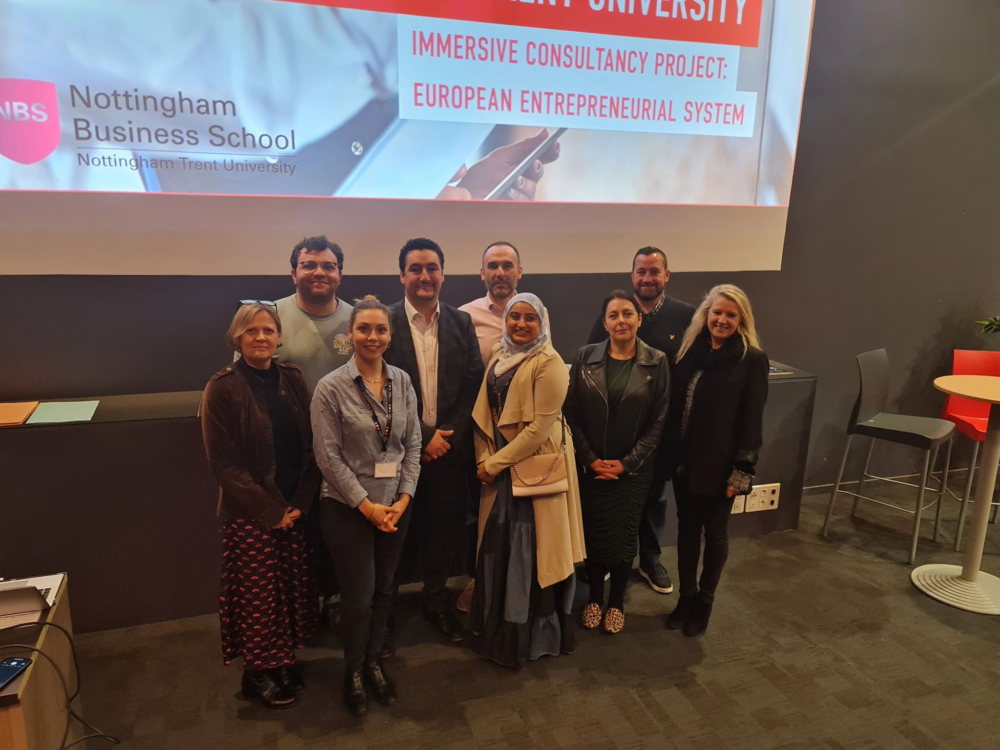 UNIVERSITY
IMMERSIVE CONSULTANCY PROJECT:
EUROPEAN ENTREPRENEURIAL SYSTEM
NBS
Nottingham
Business School
Nottingham Trent University